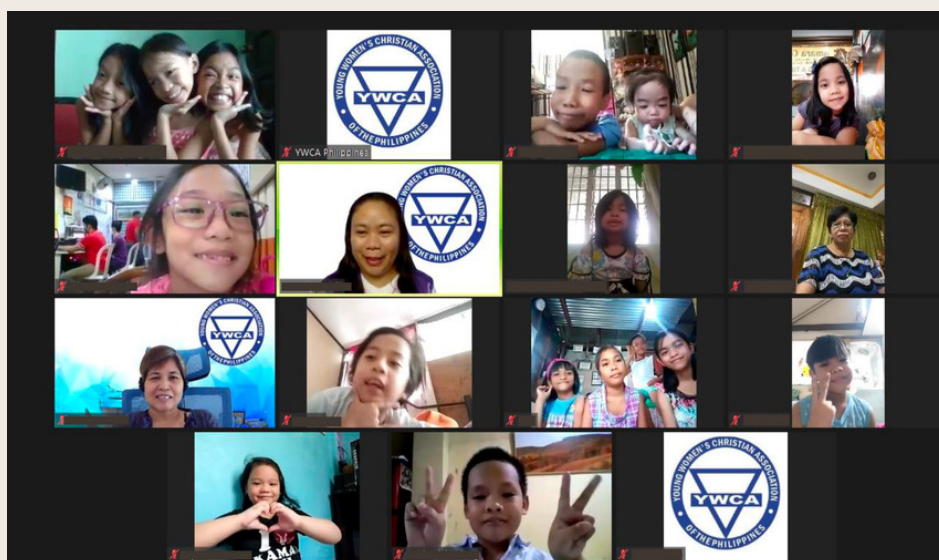 YOUNG WOMEN'S CHRISTIAN ASSOCIATION
YWCA
OF THE PHILIPPINES
YWCA Philippines
YOUNG WOMEN'S CHRISTIAN ASSOCIATION
YWCA
OF THE PHILIPPINES
YOUNG WOMEN'S CHRISTIAN ASSOCIATION
YWCA
OF THE PHILIPPINES
KAMA
YOUNG WOMEN'S CHRISTIAN ASSOCIATION
YWCA
OF THE PHILIPPINES